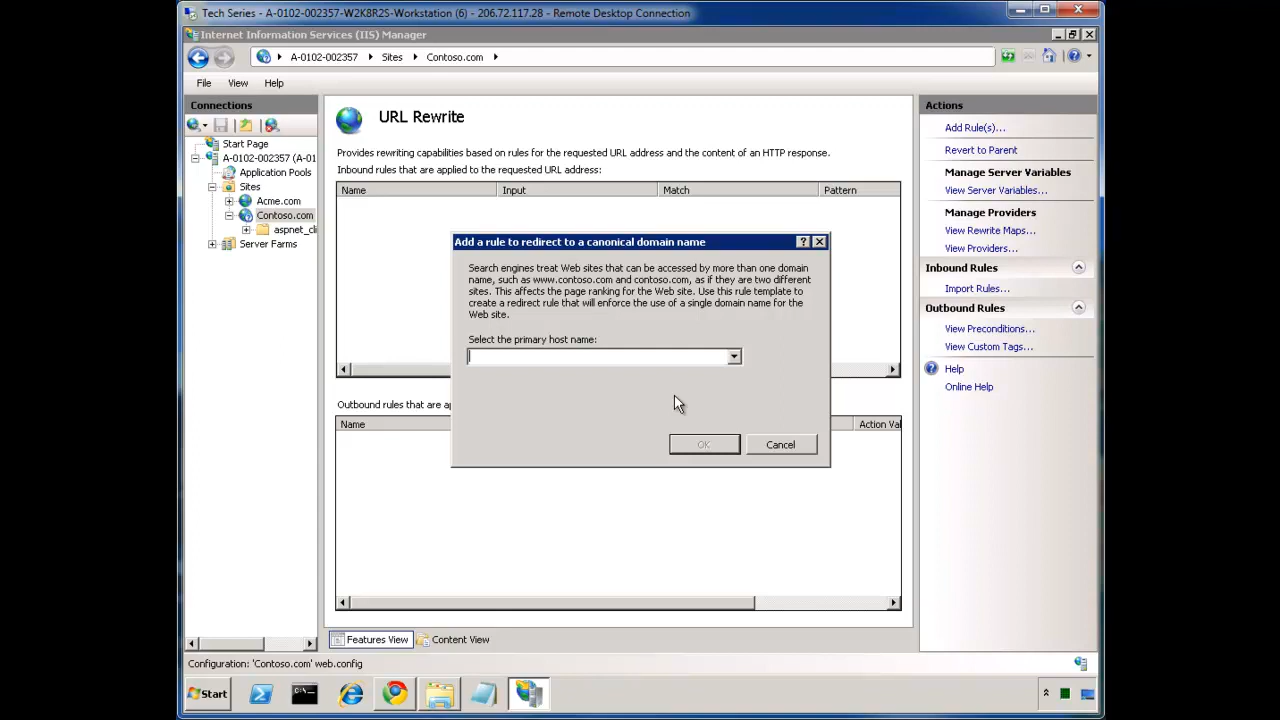 Tech Series - A-0102-002357-W2K8R2S-Workstation (6) - 206.72.117.28 - Remote Desktop Connection
Internet Information Services (IIS) Manager
A-0102-002357 Sites Contoso.com
File View Help
Connections
Start Page
A-0102-002357 (A-01
Application Pools
Sites
Acme.com
Contoso.com
aspnet_cli
Server Farms
URL Rewrite
Provides rewriting capabilities based on rules for the requested URL address and the content of an HTTP response.
Inbound rules that are applied to the requested URL address:
Name Input Match Pattern
Add a rule to redirect to a canonical domain name
Search engines treat Web sites that can be accessed by more than one domain
name, such as www.contoso.com and contoso.com, as if they are two different
sites. This affects the page ranking for the Web site. Use this rule template to
create a redirect rule that will enforce the use of a single domain name for the
Web site.
Select the primary host name:
OK Cancel
Outbound rules that are ap
Name Action Val
Features View Content View
Actions
Add Rule(s)...
Revert to Parent
Manage Server Variables
View Server Variables...
Manage Providers
View Rewrite Maps...
View Providers...
Inbound Rules
Import Rules...
Outbound Rules
View Preconditions...
View Custom Tags...
Help
Online Help
Configuration: 'Contoso.com' web.config
Start